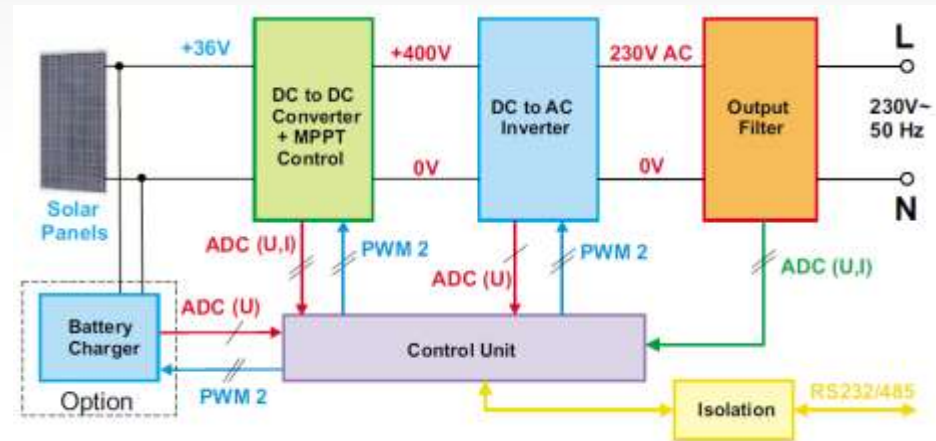 +36V
+400V
230V AC
L
DC to DC
Converter
+ MPPT
Control
DC to AC
Inverter
Output
Filter
230V~
50 Hz
0V
0V
N
Solar
Panels
ADC (U,I)
PWM 2
ADC (U)
PWM 2
ADC (U,I)
Battery
Charger
ADC (U)
Control Unit
PWM 2
Option
Isolation
RS232/485